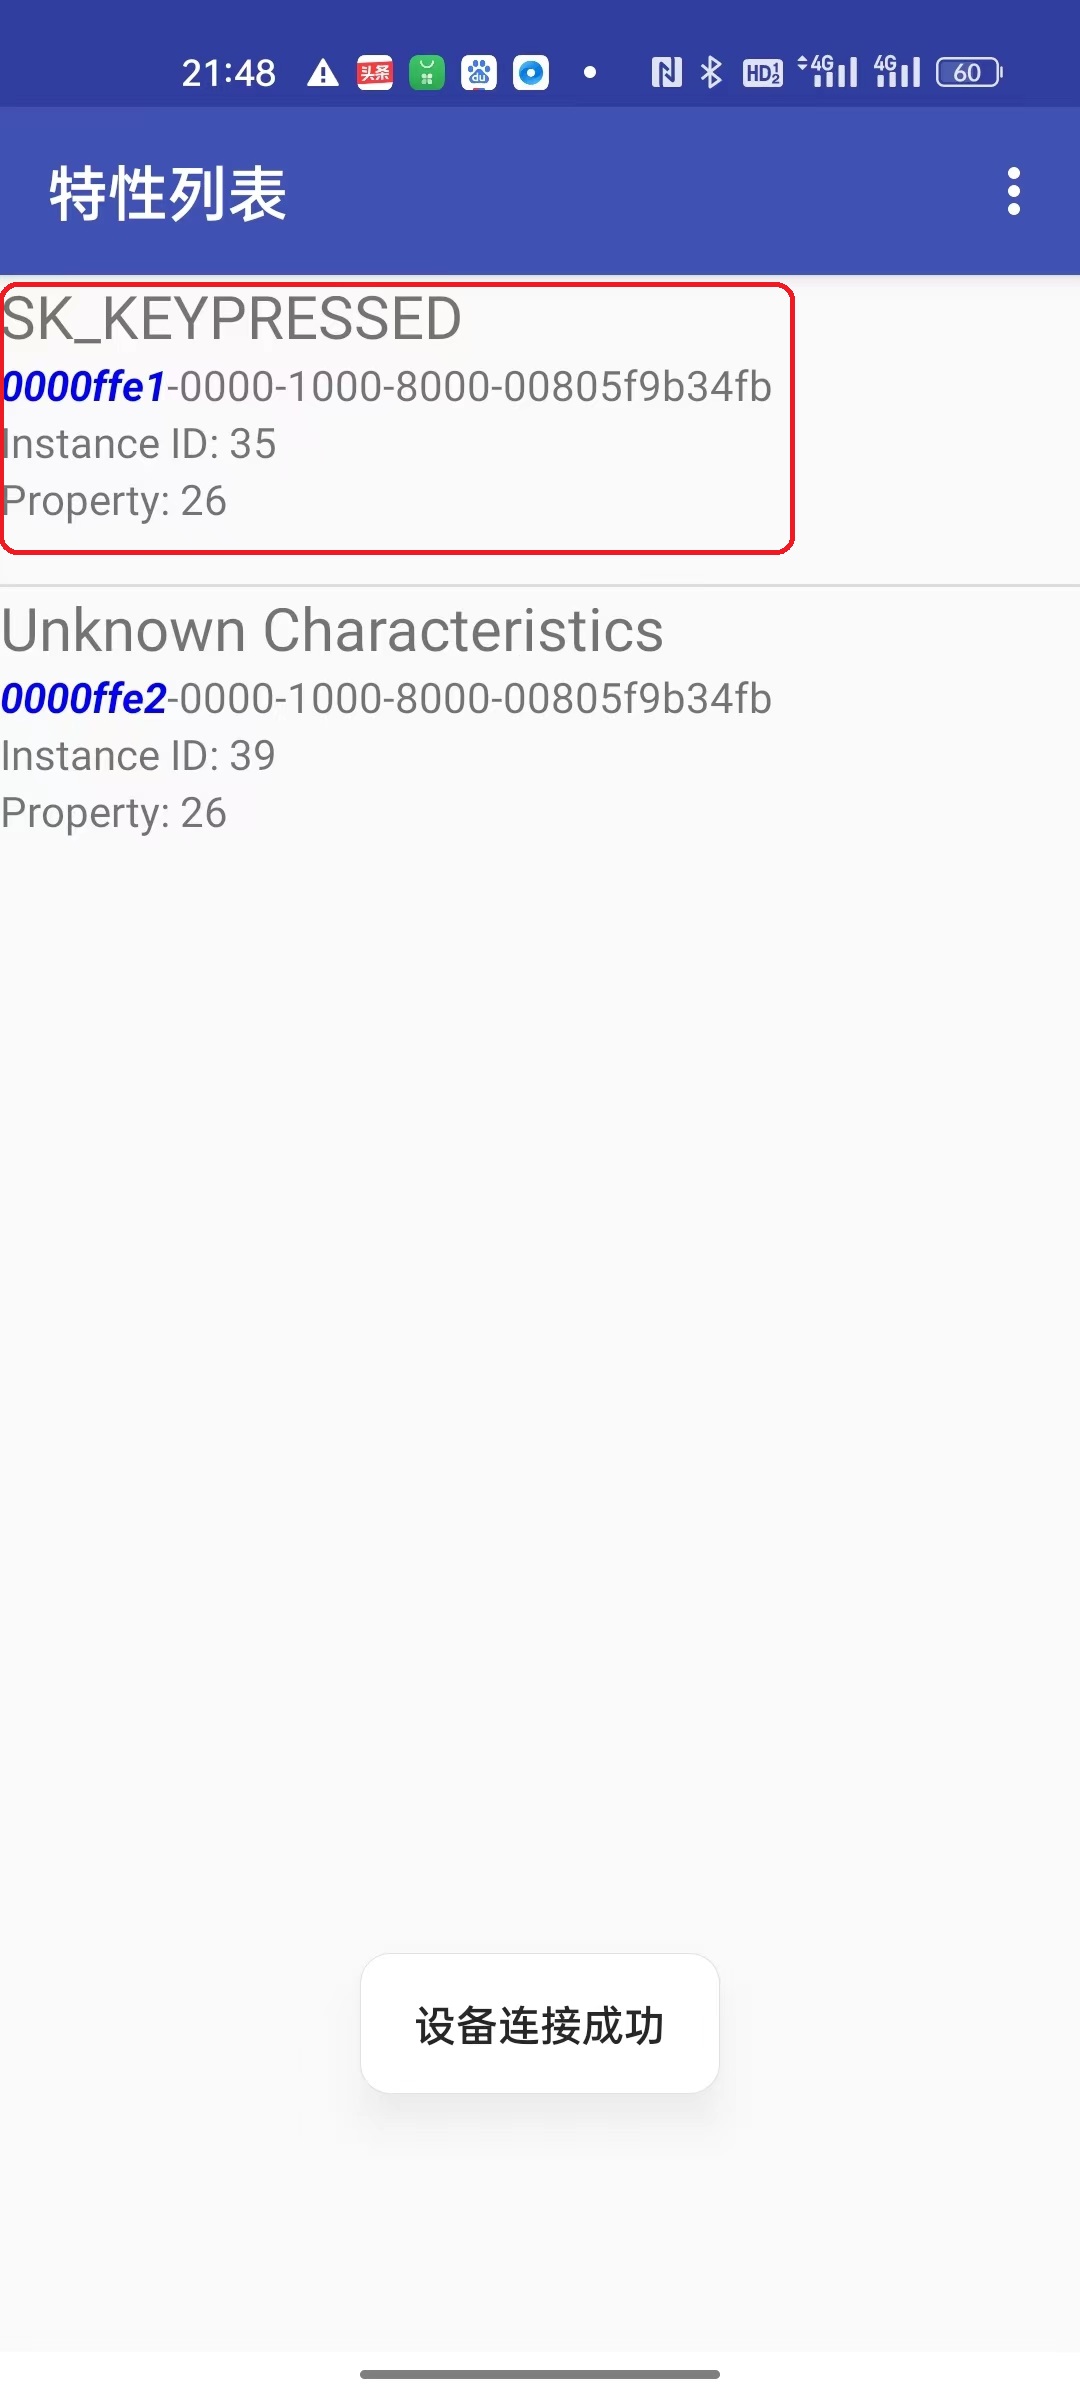 21:48 头条 du HD12 4G 4G 60
特性列表
SK_KEYPRESSED
0000ffe1-0000-1000-8000-00805f9b34fb
Instance ID: 35
Property: 26
Unknown Characteristics
0000ffe2-0000-1000-8000-00805f9b34fb
Instance ID: 39
Property: 26
设备连接成功